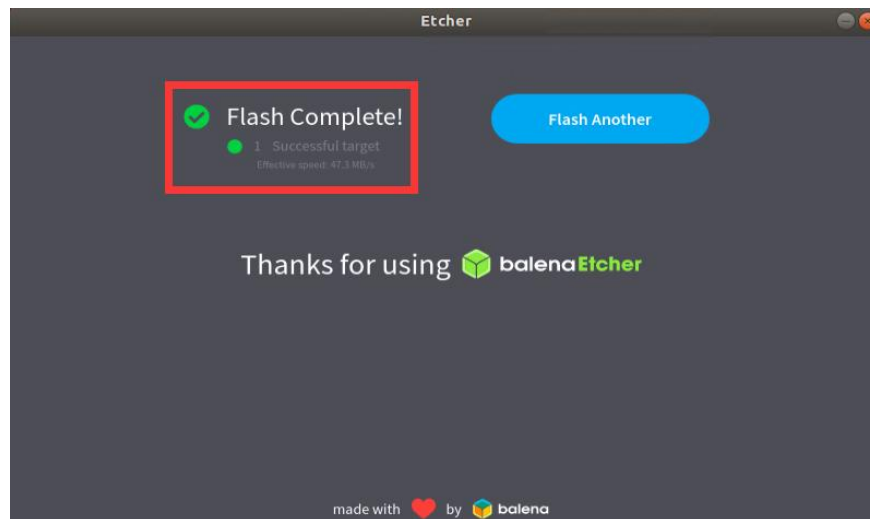 Etcher
Flash Complete!
1 Successful target
Effective speed: 47.3 MB/s
Flash Another
Thanks for using balenaEtcher
made with by balena